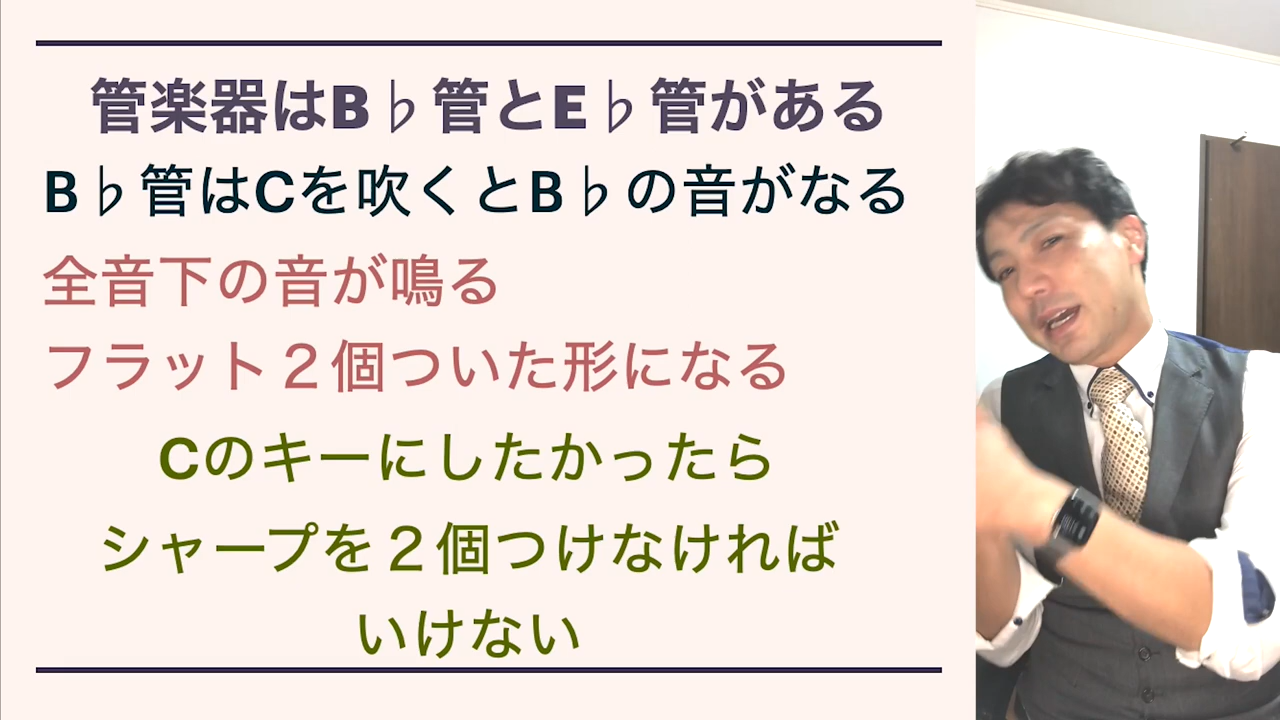 管楽器はB♭管とE♭管がある
B♭管はCを吹くとB♭の音がなる
全音下の音が鳴る
フラット２個ついた形になる
Cのキーにしたかったら
シャープを２個つけなければ
いけない